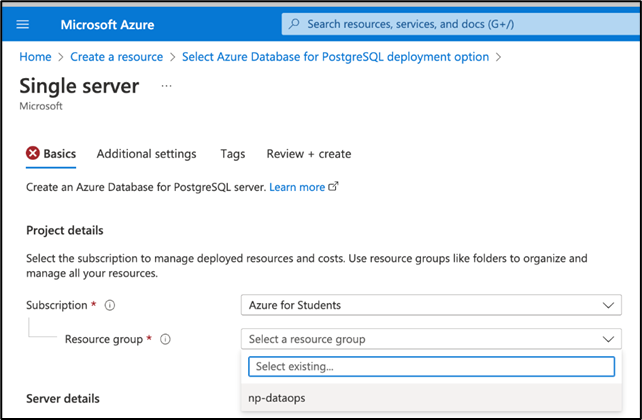 Microsoft Azure
Search resources, services, and docs (G+/)
Home > Create a resource > Select Azure Database for PostgreSQL deployment option >
Single server ...
Microsoft
Basics Additional settings Tags Review + create
Create an Azure Database for PostgreSQL server. Learn more
Project details
Select the subscription to manage deployed resources and costs. Use resource groups like folders to organize and
manage all your resources.
Subscription * Azure for Students
Resource group * Select a resource group
Select existing...
np-dataops
Server details